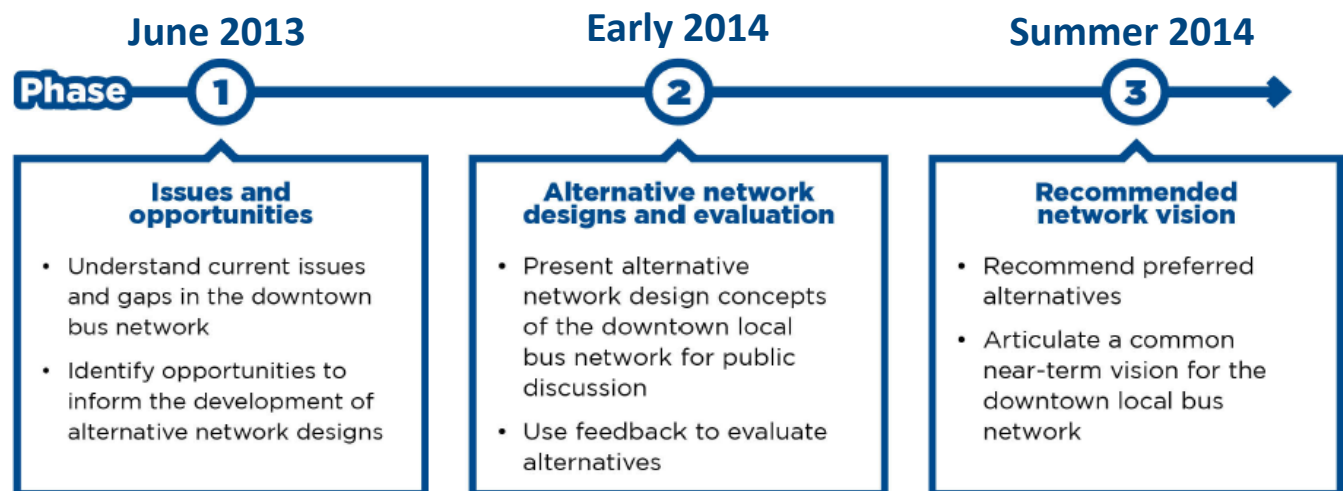 June 2013
Early 2014
Summer 2014
Phase
1
2
3
Issues and
opportunities
• Understand current issues
and gaps in the downtown
bus network
• Identify opportunities to
inform the development of
alternative network designs
Alternative network
designs and evaluation
• Present alternative
network design concepts
of the downtown local
bus network for public
discussion
• Use feedback to evaluate
alternatives
Recommended
network vision
• Recommend preferred
alternatives
• Articulate a common
near-term vision for the
downtown local bus
network